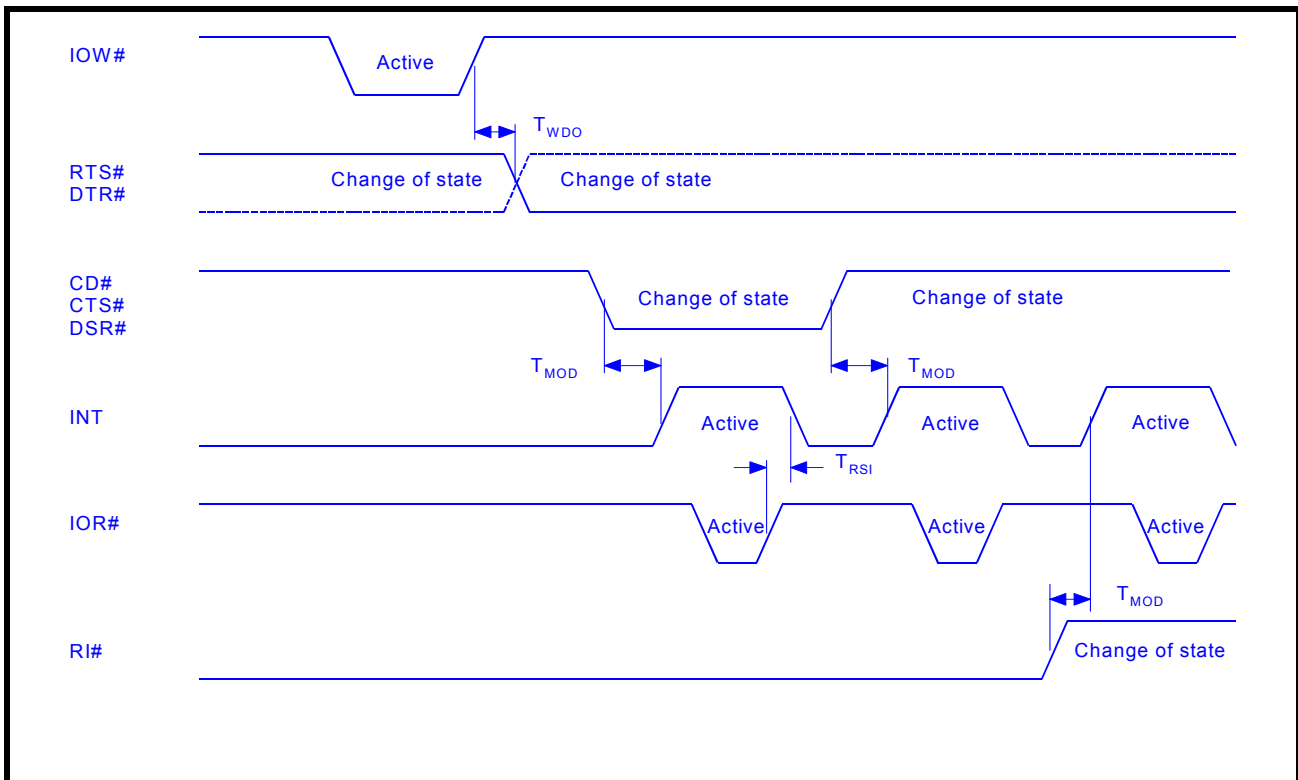 IOW#
Active
TWDO
RTS#
DTR#
Change of state
Change of state
CD#
CTS#
DSR#
Change of state
Change of state
TMOD
TMOD
INT
Active
Active
Active
TRSI
IOR#
Active
Active
Active
TMOD
RI#
Change of state